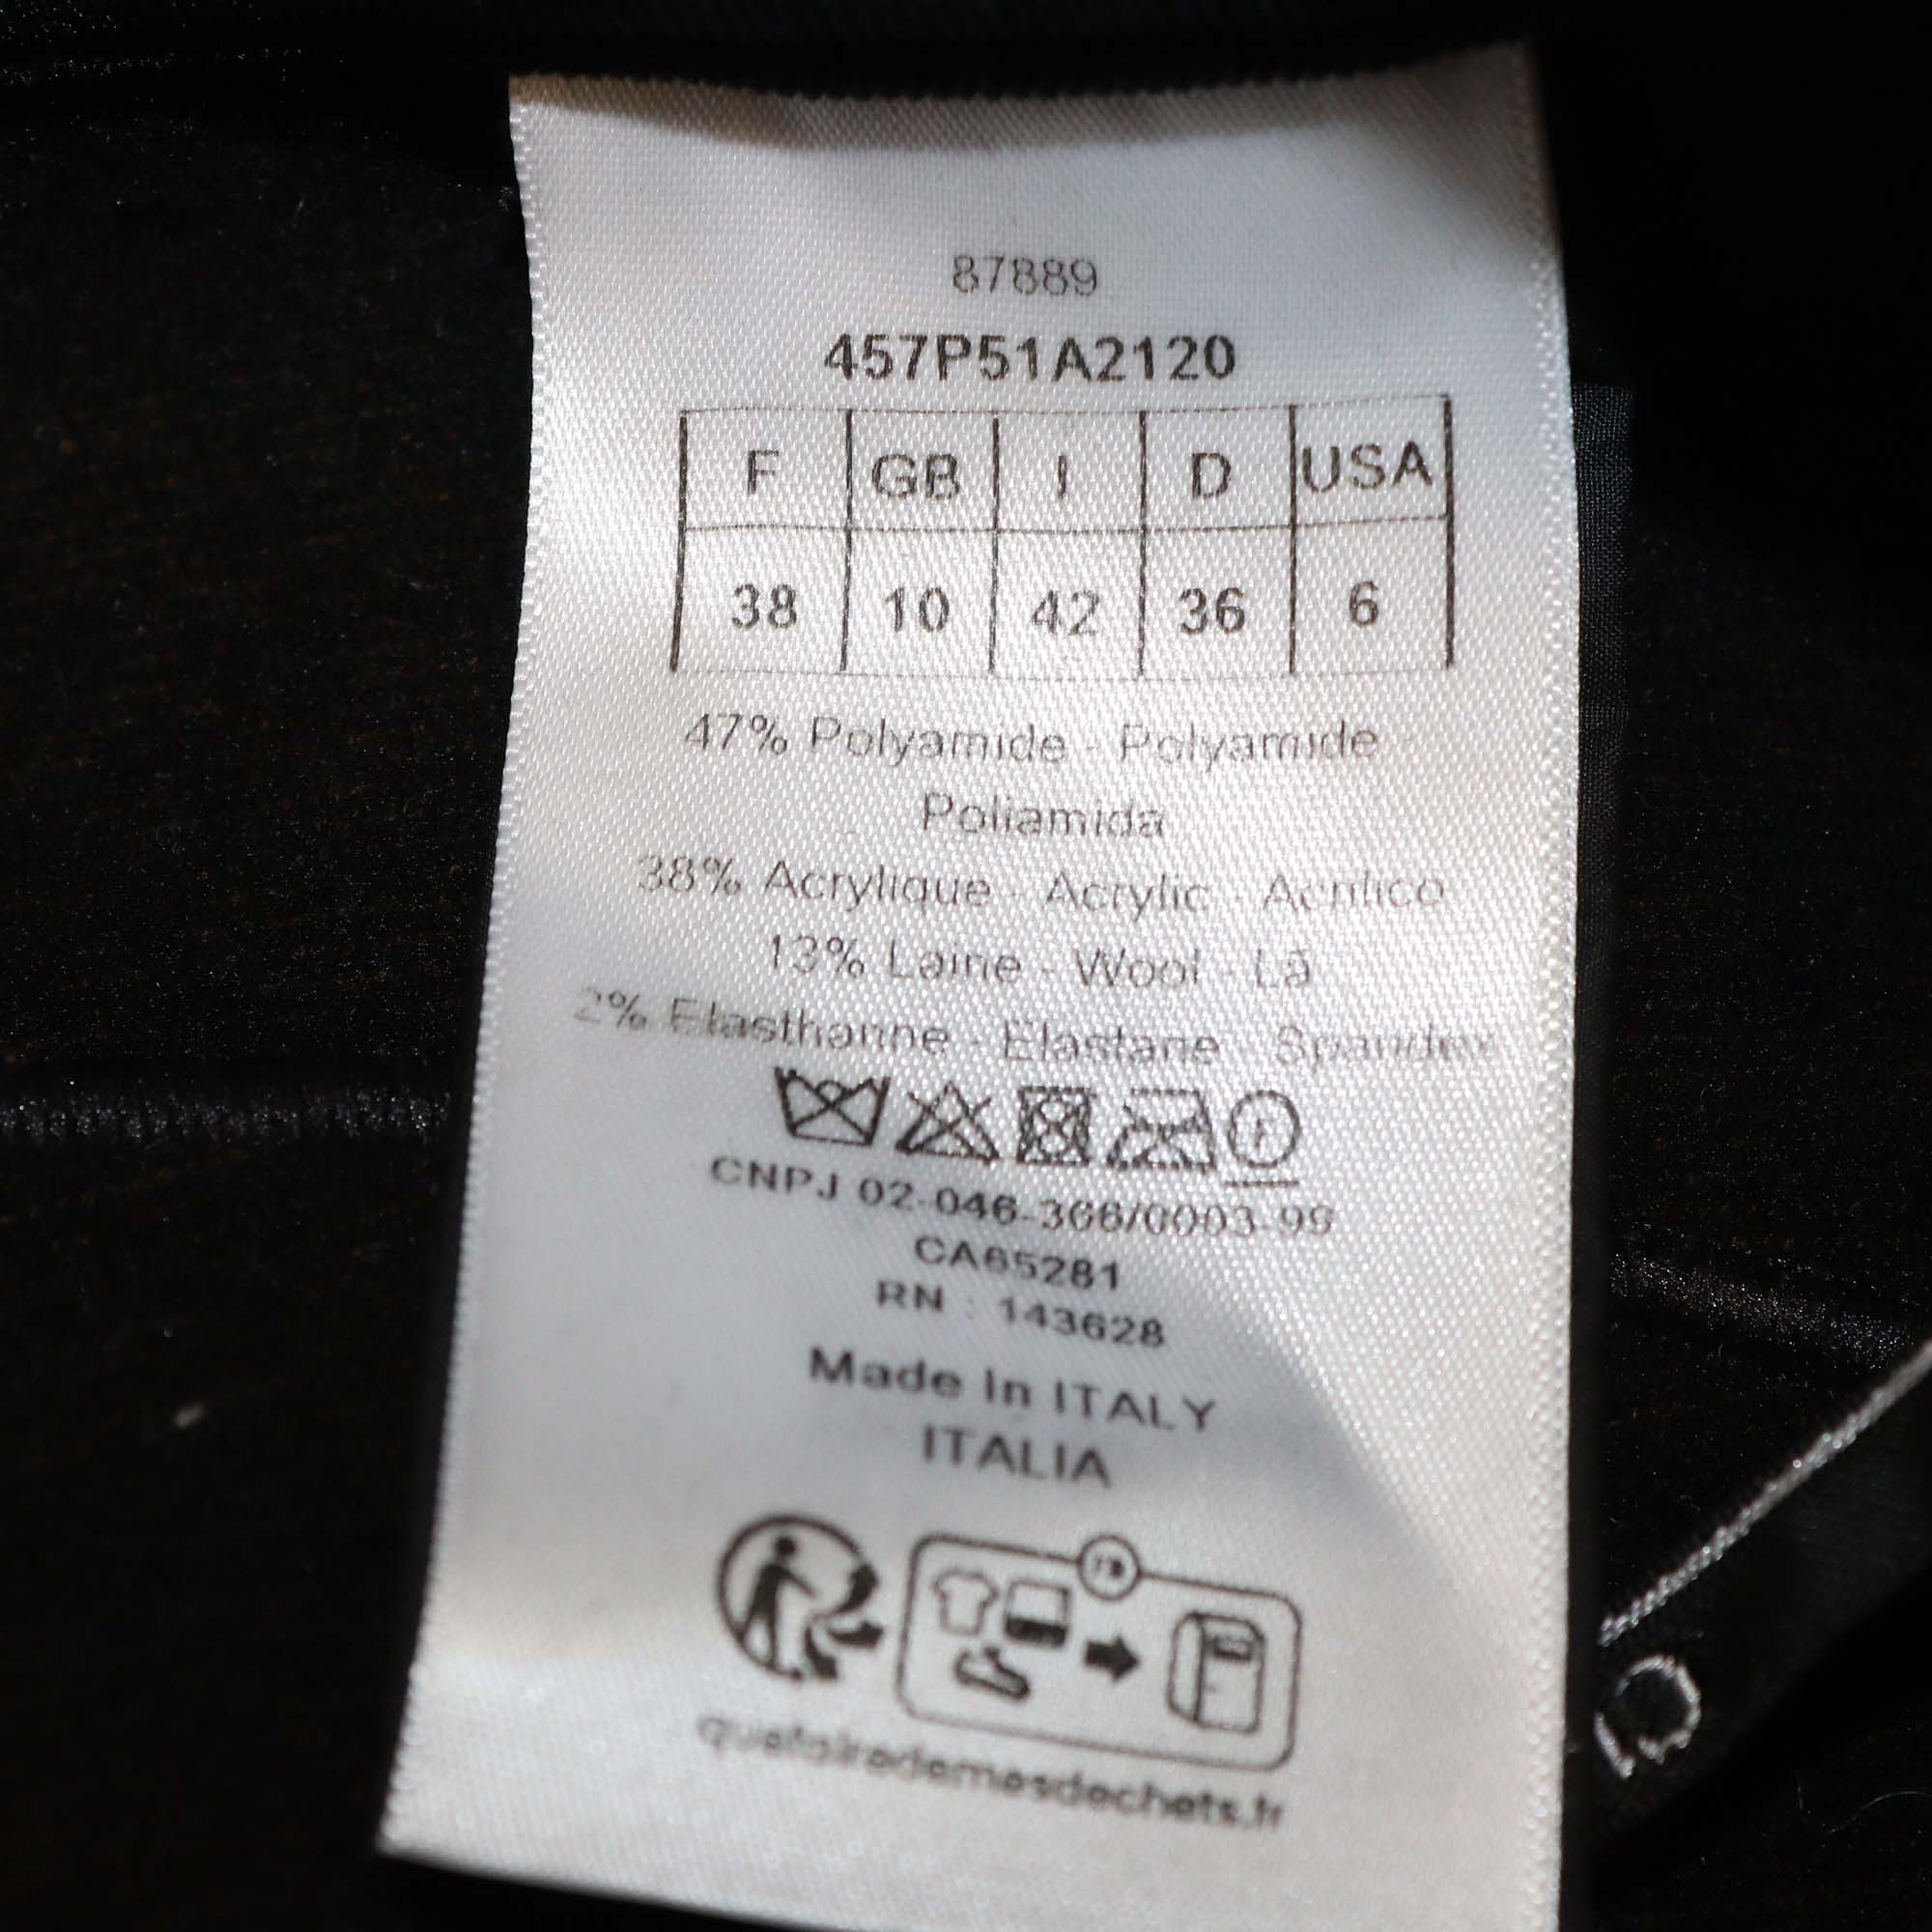 87889
457P51A2120
F GB I D USA
38 10 42 36 6
47% Polyamide - Polyamide
Poliamida
38% Acrylique - Acrylic - Acrilico
13% Laine - Wool - Lã
2% Elasthanne - Elastane - Spandex
CNPJ 02-046-366/0003-99
CA65281
RN : 143628
Made In ITALY
ITALIA
FR
quefairedemesdechets.fr